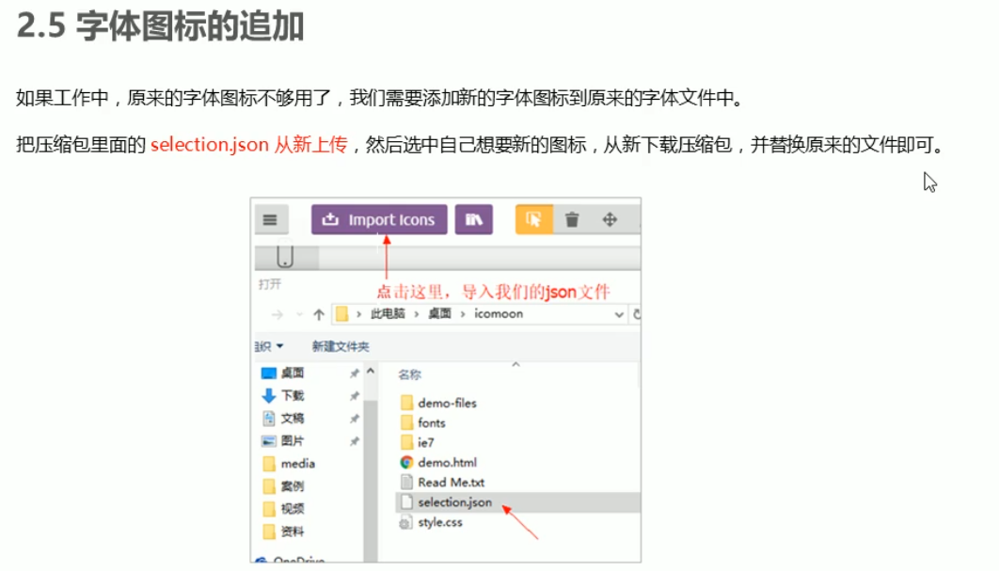 2.5 字体图标的追加
如果工作中，原来的字体图标不够用了，我们需要添加新的字体图标到原来的字体文件中。
把压缩包里面的 selection.json 从新上传，然后选中自己想要新的图标，从新下载压缩包，并替换原来的文件即可。
Import Icons
打开
点击这里，导入我们的json文件
此电脑 › 桌面 › icomoon
组织 新建文件夹
桌面
下载
文稿
图片
media
案例
视频
资料
OneDrive
名称
demo-files
fonts
ie7
demo.html
Read Me.txt
selection.json
style.css